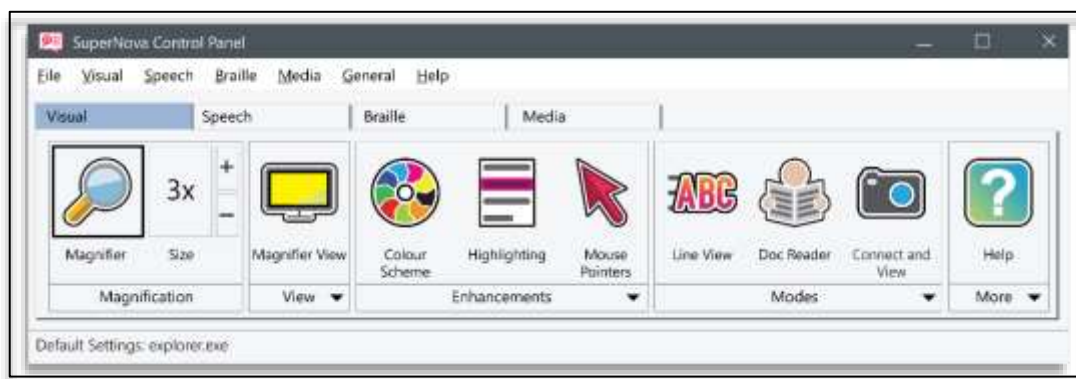 SuperNova Control Panel
File Visual Speech Braille Media General Help
Visual Speech Braille Media
3x + −
Magnifier Size Magnifier View Colour Scheme Highlighting Mouse Pointers ABC Line View Doc Reader Connect and View ? Help
Magnification View Enhancements Modes More
Default Settings: explorer.exe